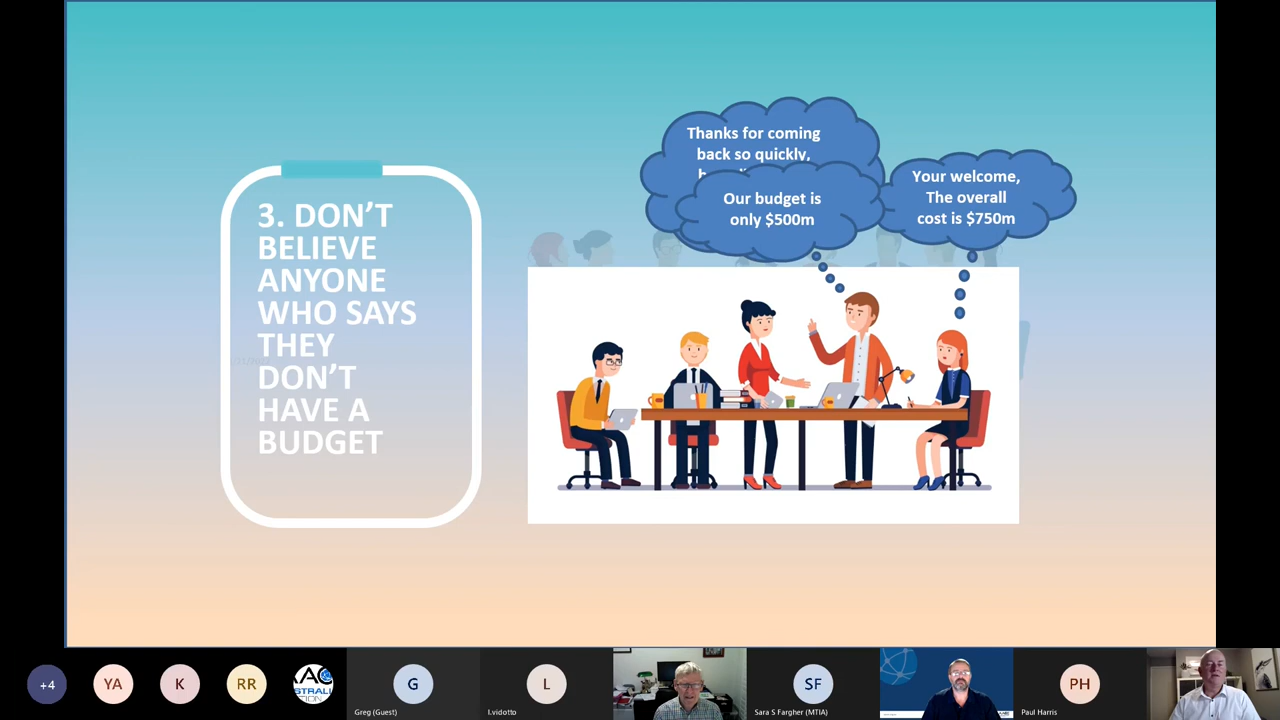 3. DON'T
BELIEVE
ANYONE
WHO SAYS
THEY
DON'T
HAVE A
BUDGET
Thanks for coming
back so quickly,
Our budget is
only $500m
Your welcome,
The overall
cost is $750m
+4
YA
K
RR
G
Greg (Guest)
L
l.vidotto
SF
Sara S Fargher (MTIA)
PH
Paul Harris